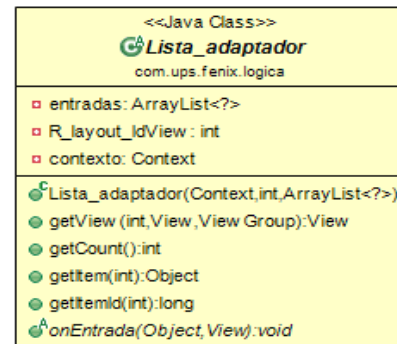 <<Java Class>>
Lista_adaptador
com.ups.fenix.logica
entradas: ArrayList<?>
R_layout_IdView : int
contexto: Context
Lista_adaptador(Context,int,ArrayList<?>)
getView (int,View ,View Group):View
getCount():int
getItem(int):Object
getItemId(int):long
onEntrada(Object,View):void